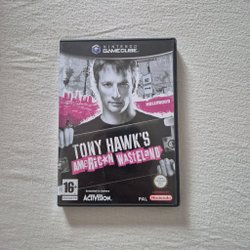 NINTENDO
GAMECUBE
HOLLYWOOD
TONY HAWK'S
AMERICAN WASTELAND
16+
ACTIVISION
PAL
Nintendo